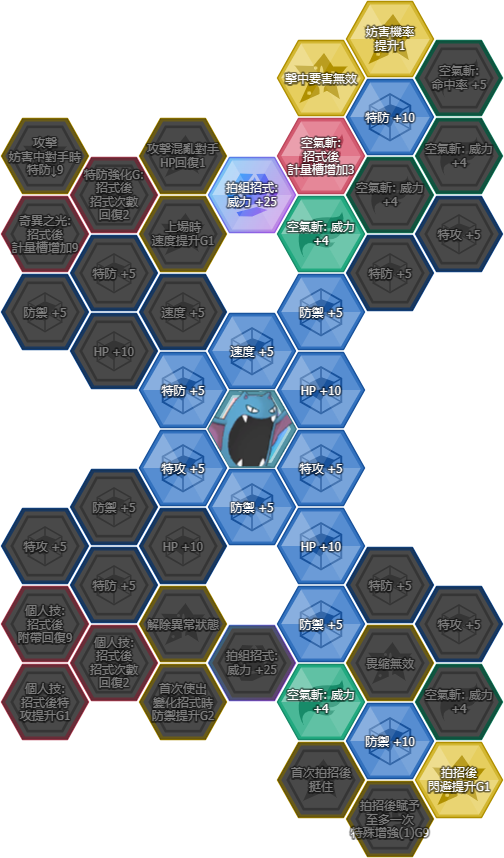 妨害機率
提升1
擊中要害無效
空氣斬:
命中率 +5
特防 +10
攻擊
妨害中對手時
特防↓9
攻擊混亂對手
HP回復1
空氣斬:
招式後
計量槽增加3
空氣斬: 威力
+4
特防強化G:
招式後
招式次數
回復2
拍組招式:
威力 +25
空氣斬: 威力
+4
奇異之光:
招式後
計量槽增加9
上場時
速度提升G1
空氣斬: 威力
+4
特攻 +5
特防 +5
特防 +5
防禦 +5
速度 +5
防禦 +5
HP +10
速度 +5
特防 +5
HP +10
特攻 +5
特攻 +5
防禦 +5
防禦 +5
特攻 +5
HP +10
HP +10
特防 +5
特防 +5
個人技:
招式後
附帶回復9
解除異常狀態
防禦 +5
特攻 +5
個人技:
招式後
招式次數
回復2
拍組招式:
威力 +25
畏縮無效
個人技:
招式後特
攻提升G1
首次使出
變化招式時
防禦提升G2
空氣斬: 威力
+4
空氣斬: 威力
+4
防禦 +10
首次拍招後
挺住
拍招後
閃避提升G1
拍招後賦予
至多一次
特殊增強(1)G9